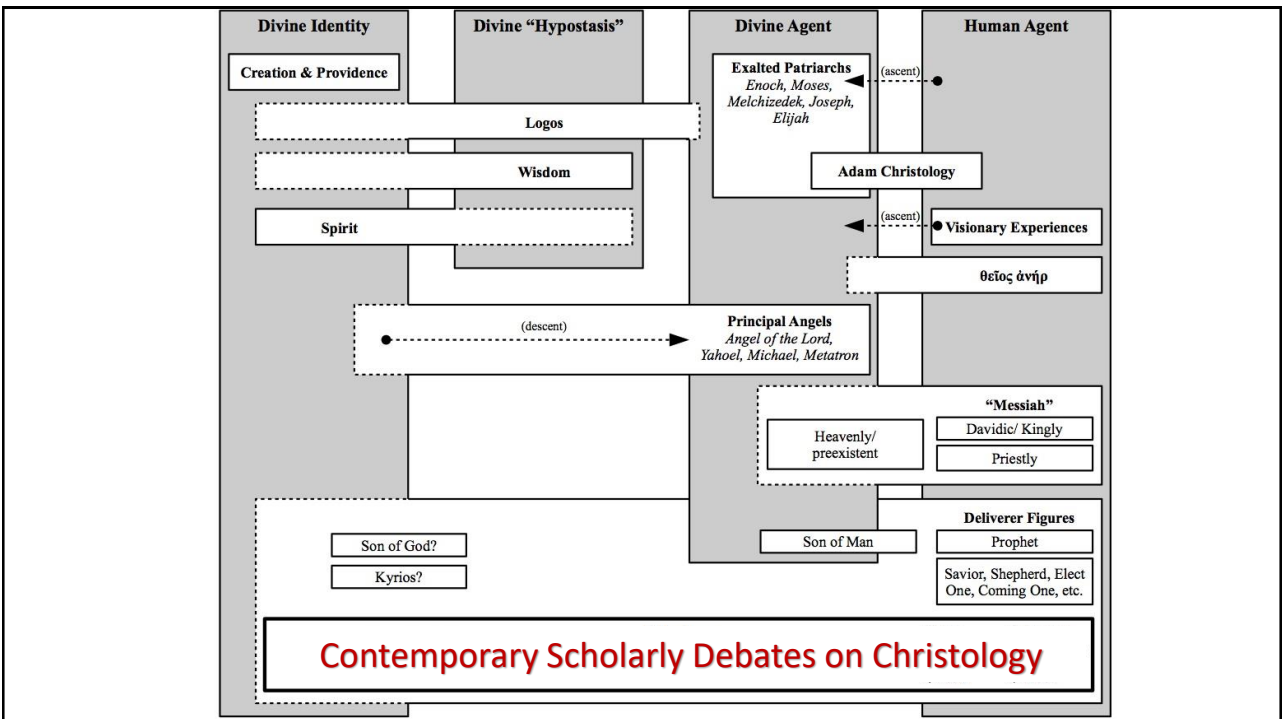 Divine Identity
Divine “Hypostasis”
Divine Agent
Human Agent
Creation & Providence
Exalted Patriarchs
Enoch, Moses,
Melchizedek, Joseph,
Elijah
(ascent)
Logos
Wisdom
Adam Christology
Spirit
(ascent)
Visionary Experiences
θεῖος ἀνήρ
(descent)
Principal Angels
Angel of the Lord,
Yahoel, Michael, Metatron
“Messiah”
Heavenly/
preexistent
Davidic/ Kingly
Priestly
Deliverer Figures
Son of God?
Son of Man
Prophet
Kyrios?
Savior, Shepherd, Elect
One, Coming One, etc.
Contemporary Scholarly Debates on Christology